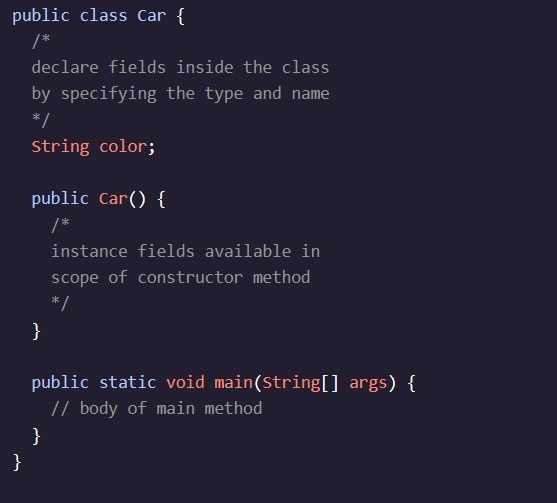 public class Car {
/*
declare fields inside the class
by specifying the type and name
*/
String color;
public Car() {
/*
instance fields available in
scope of constructor method
*/
}
public static void main(String[] args) {
// body of main method
}
}